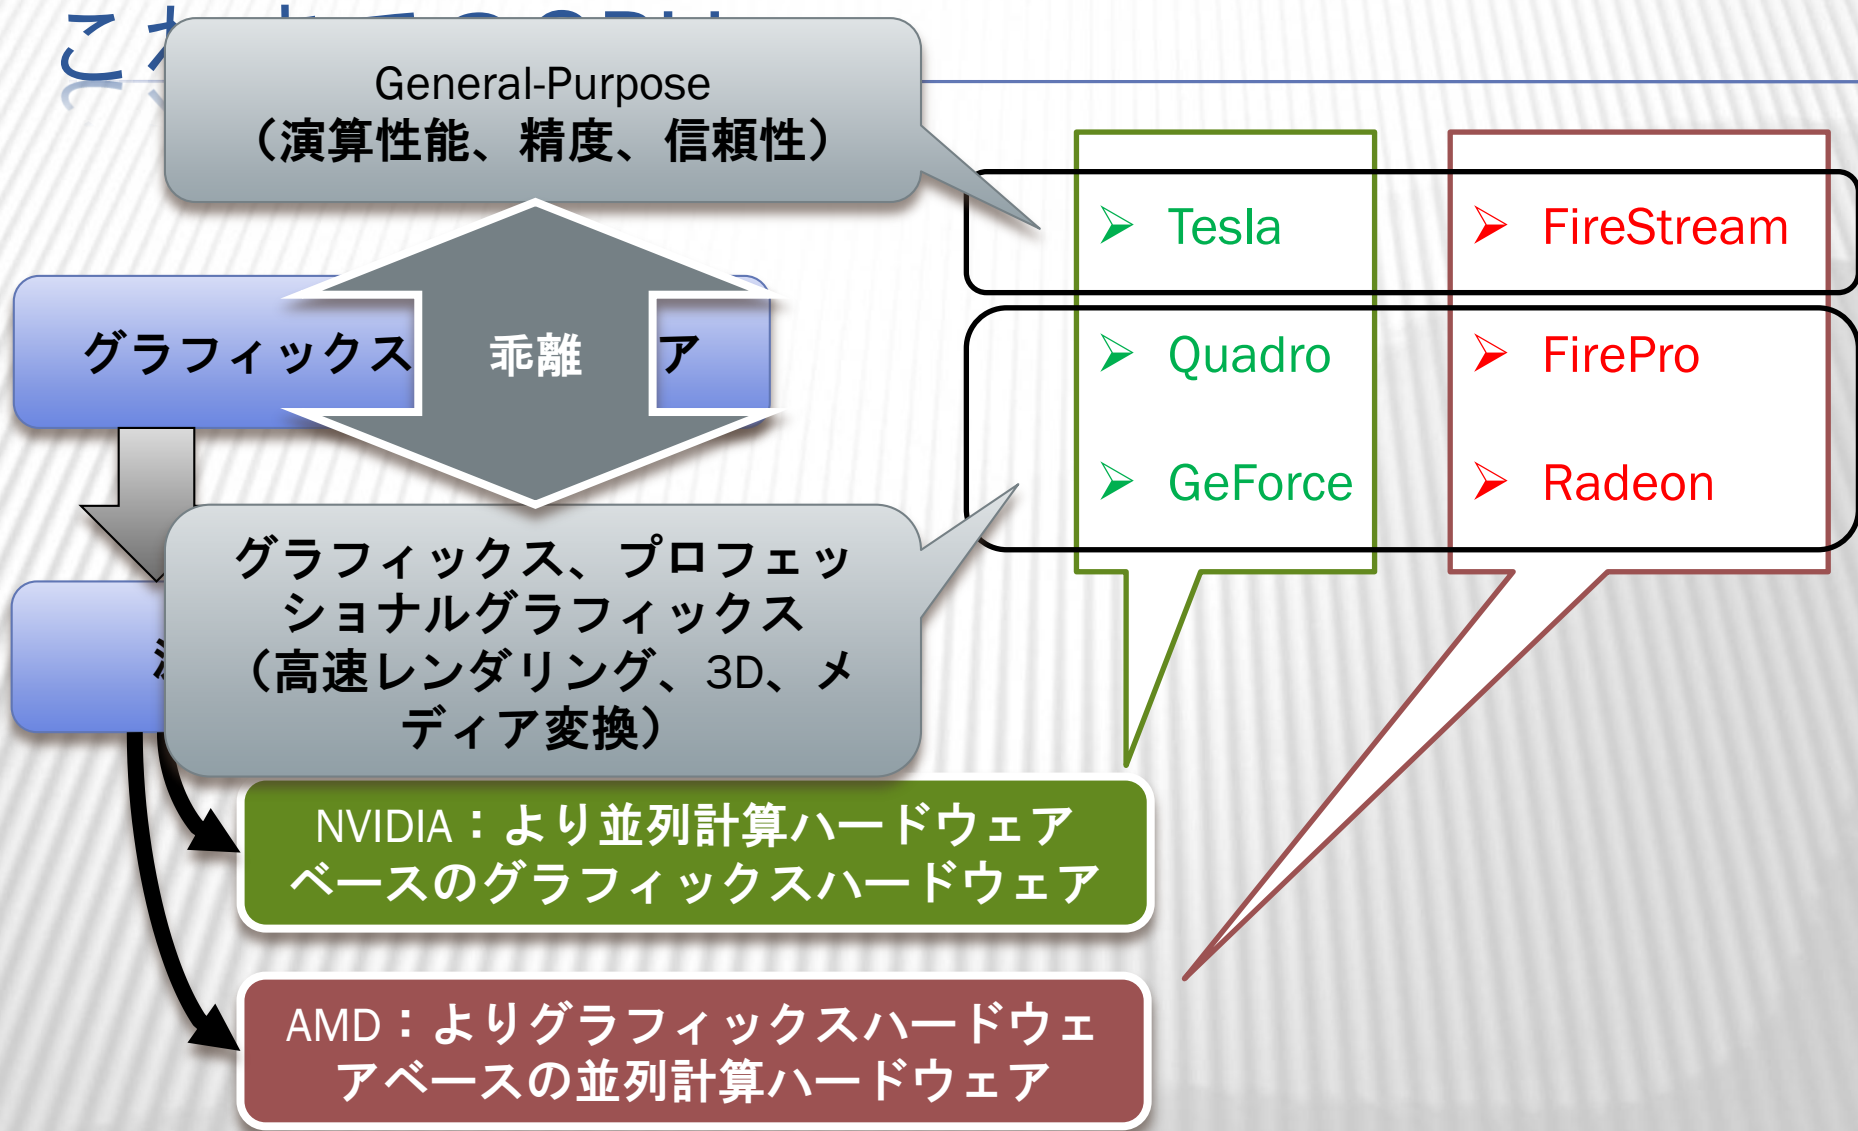 General-Purpose
（演算性能、精度、信頼性）
Tesla
FireStream
グラフィックス
乖離
ア
Quadro
FirePro
GeForce
Radeon
グラフィックス、プロフェッ
ショナルグラフィックス
（高速レンダリング、3D、メ
ディア変換）
NVIDIA：より並列計算ハードウェア
ベースのグラフィックスハードウェア
AMD：よりグラフィックスハードウェ
アベースの並列計算ハードウェア